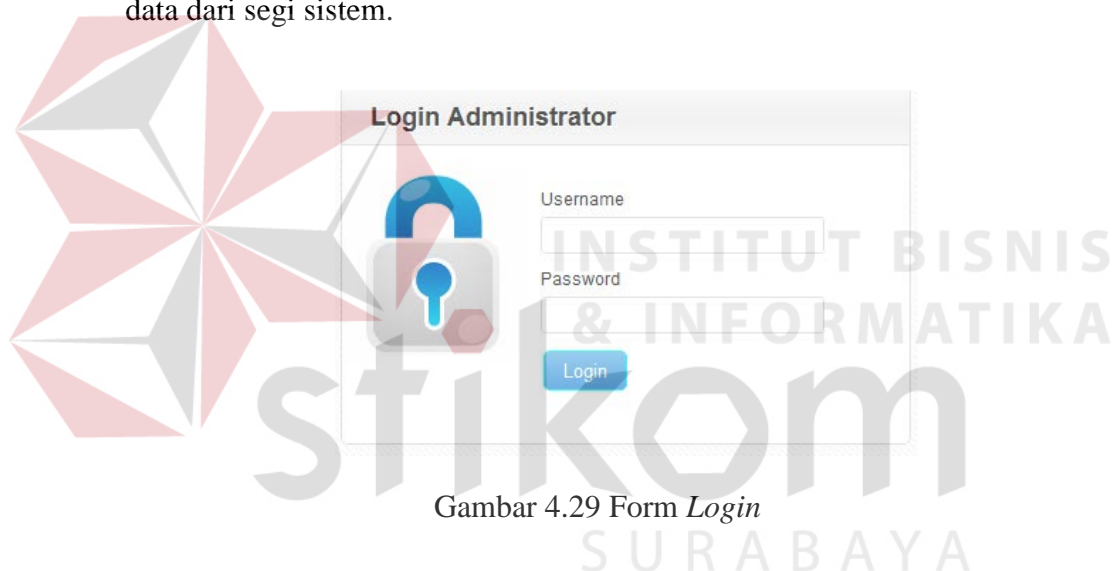 data dari segi sistem.
Login Administrator
Username
Password
Login
INSTITUT BISNIS
& INFORMATIKA
stikom
SURABAYA
Gambar 4.29 Form Login